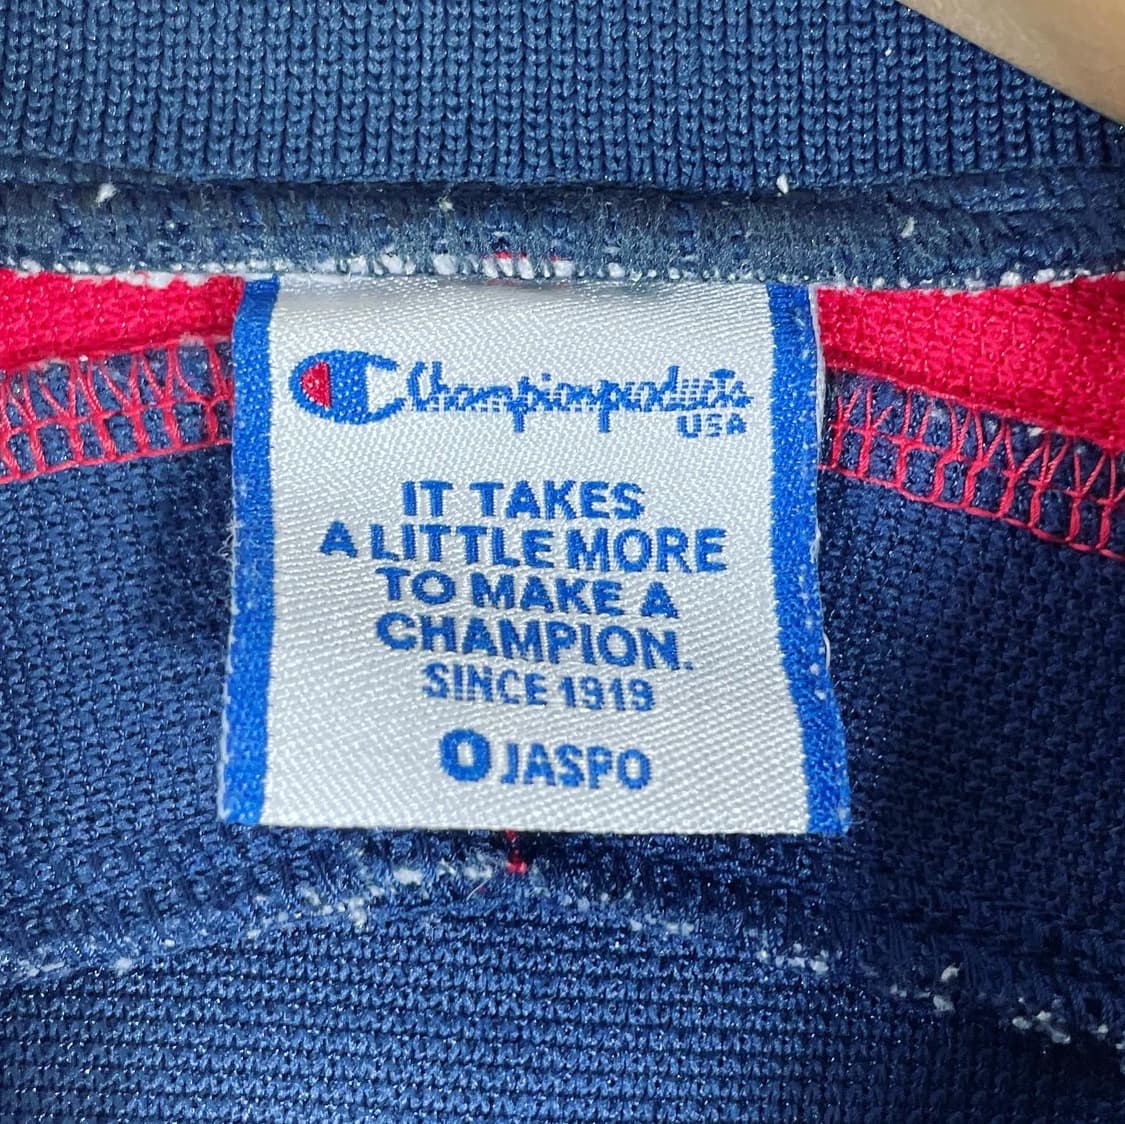 Championproducts
USA
IT TAKES
A LITTLE MORE
TO MAKE A
CHAMPION.
SINCE 1919
O JASPO